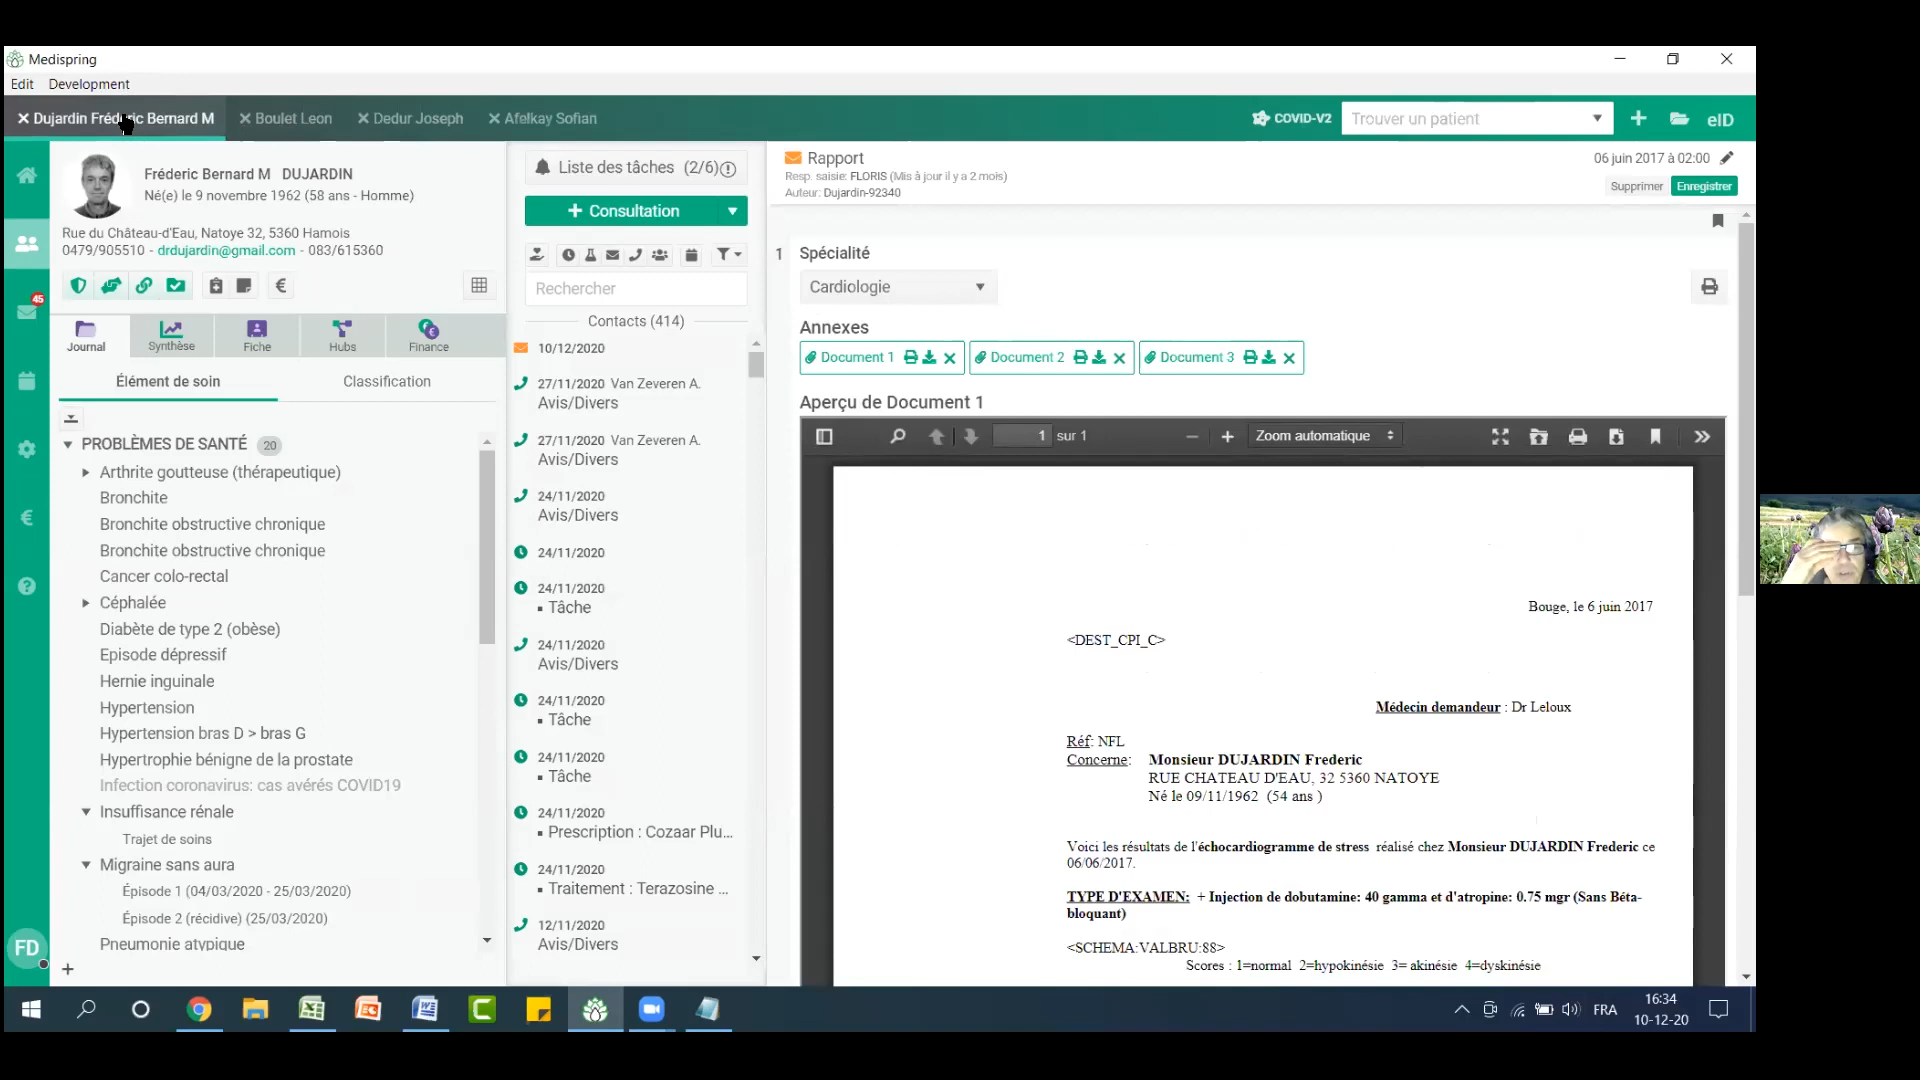 Medispring
Edit Development
Dujardin Frédéric Bernard M
Boulet Leon
Dedur Joseph
Afelkay Sofian
COVID-V2
Trouver un patient
eID
Fréderic Bernard M DUJARDIN
Né(e) le 9 novembre 1962 (58 ans - Homme)
Rue du Château-d'Eau, Natoye 32, 5360 Hamois
0479/905510 - drdujardin@gmail.com - 083/615360
45
Journal
Synthèse
Fiche
Hubs
Finance
Élément de soin
Classification
PROBLÈMES DE SANTÉ 20
Arthrite goutteuse (thérapeutique)
Bronchite
Bronchite obstructive chronique
Bronchite obstructive chronique
Cancer colo-rectal
Céphalée
Diabète de type 2 (obèse)
Episode dépressif
Hernie inguinale
Hypertension
Hypertension bras D > bras G
Hypertrophie bénigne de la prostate
Infection coronavirus: cas avérés COVID19
Insuffisance rénale
Trajet de soins
Migraine sans aura
Épisode 1 (04/03/2020 - 25/03/2020)
Épisode 2 (récidive) (25/03/2020)
Pneumonie atypique
FD
Liste des tâches (2/6)
+ Consultation
Rechercher
Contacts (414)
10/12/2020
27/11/2020 Van Zeveren A.
Avis/Divers
27/11/2020 Van Zeveren A.
Avis/Divers
24/11/2020
Avis/Divers
24/11/2020
24/11/2020
▪ Tâche
24/11/2020
Avis/Divers
24/11/2020
▪ Tâche
24/11/2020
▪ Tâche
24/11/2020
▪ Prescription : Cozaar Plu...
24/11/2020
▪ Traitement : Terazosine ...
12/11/2020
Avis/Divers
Rapport
06 juin 2017 à 02:00
Resp. saisie: FLORIS (Mis à jour il y a 2 mois)
Auteur: Dujardin-92340
Supprimer
Enregistrer
1 Spécialité
Cardiologie
Annexes
Document 1
Document 2
Document 3
Aperçu de Document 1
1 sur 1
Zoom automatique
Bouge, le 6 juin 2017
<DEST_CPI_C>
Médecin demandeur : Dr Leloux
Réf: NFL
Concerne: Monsieur DUJARDIN Frederic
RUE CHATEAU D'EAU, 32 5360 NATOYE
Né le 09/11/1962 (54 ans )
Voici les résultats de l'échocardiogramme de stress réalisé chez Monsieur DUJARDIN Frederic ce
06/06/2017.
TYPE D'EXAMEN: + Injection de dobutamine: 40 gamma et d'atropine: 0.75 mgr (Sans Béta-
bloquant)
<SCHEMA:VALBRU:88>
Scores : 1=normal 2=hypokinésie 3= akinésie 4=dyskinésie
FRA
16:34
10-12-20